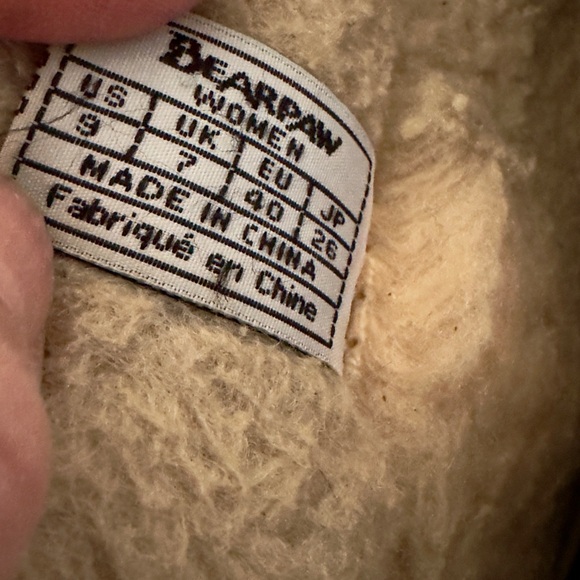 BEARPAW
WOMEN
US UK EU JP
9 7 40 26
MADE IN CHINA
Fabriqué en Chine